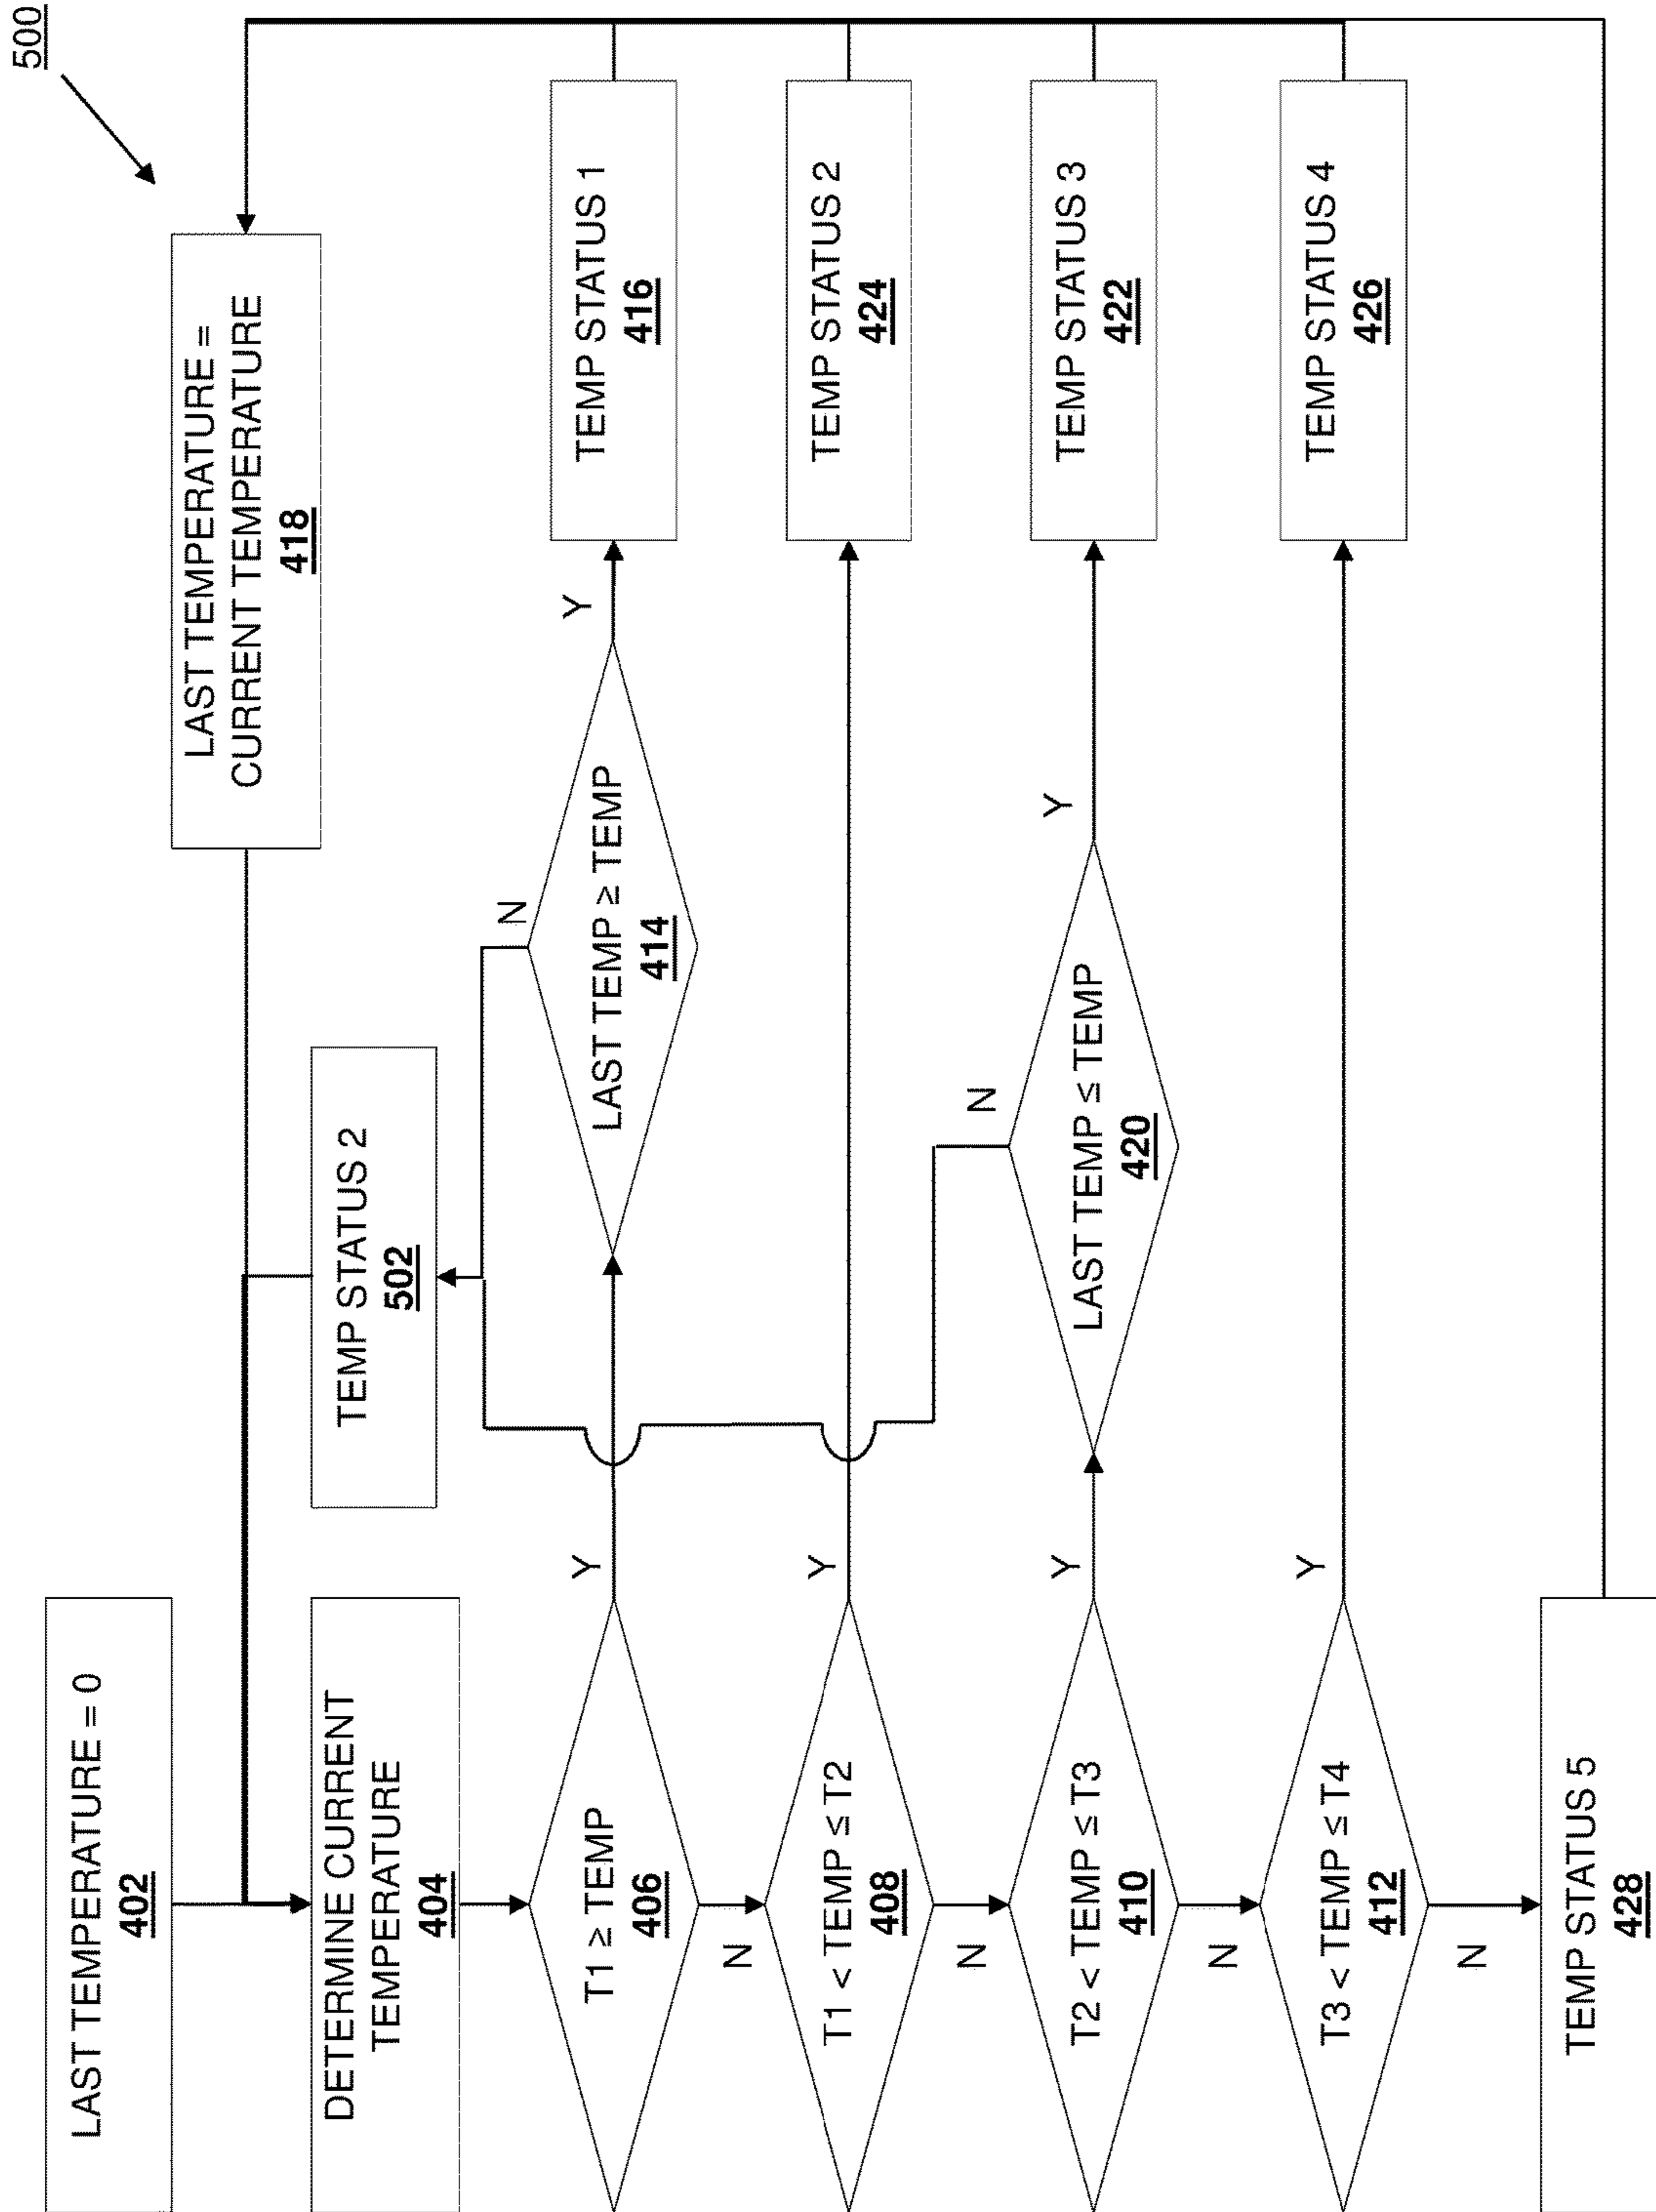 500
LAST TEMPERATURE = 0
402
LAST TEMPERATURE =
CURRENT TEMPERATURE
418
DETERMINE CURRENT
TEMPERATURE
404
TEMP STATUS 2
502
T1 ≥ TEMP
406
Y
N
LAST TEMP ≥ TEMP
414
N
Y
TEMP STATUS 1
416
T1 < TEMP ≤ T2
408
Y
N
TEMP STATUS 2
424
T2 < TEMP ≤ T3
410
Y
N
LAST TEMP ≤ TEMP
420
N
Y
TEMP STATUS 3
422
T3 < TEMP ≤ T4
412
Y
N
TEMP STATUS 4
426
TEMP STATUS 5
428